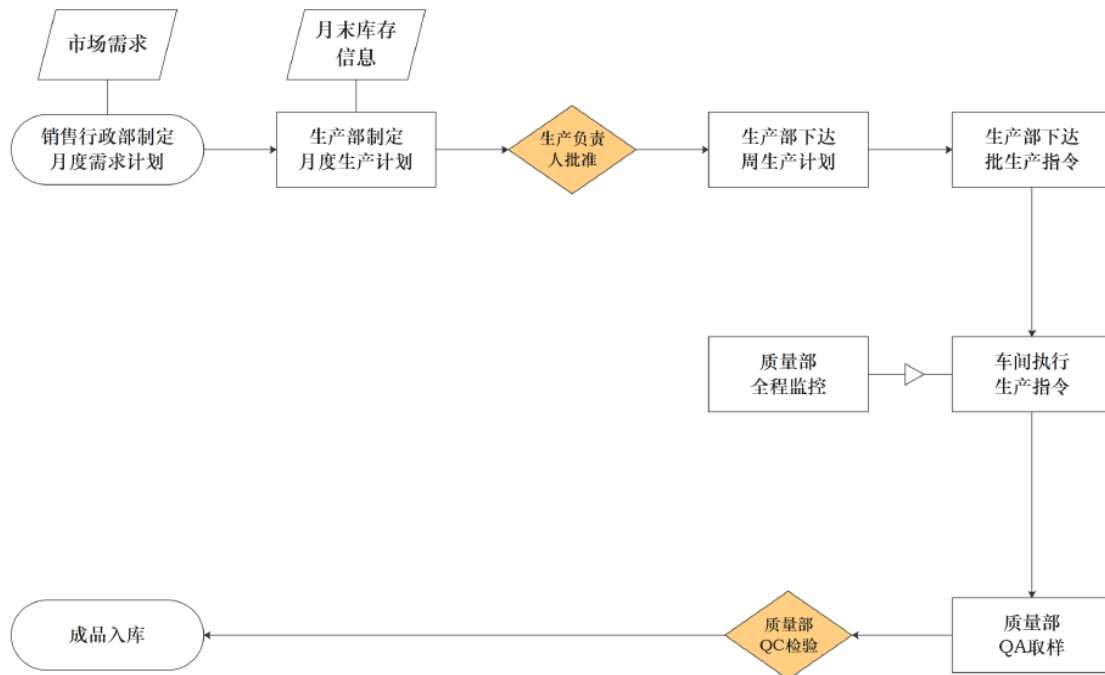 市场需求
月末库存
信息
销售行政部制定
月度需求计划
生产部制定
月度生产计划
生产负责
人批准
生产部下达
周生产计划
生产部下达
批生产指令
质量部
全程监控
车间执行
生产指令
成品入库
质量部
QC检验
质量部
QA取样